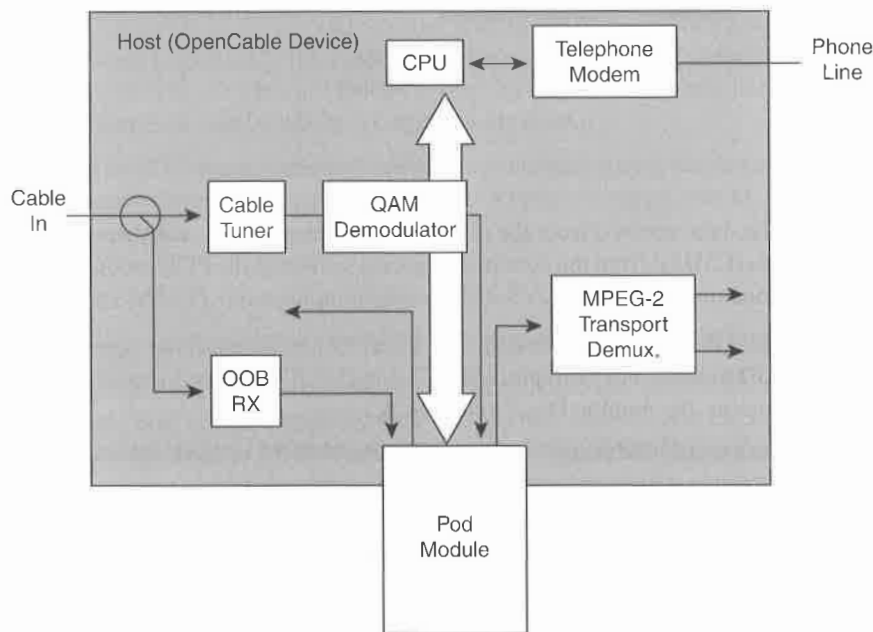 Host (OpenCable Device)
CPU
Telephone
Modem
Phone
Line
Cable
In
Cable
Tuner
QAM
Demodulator
MPEG-2
Transport
Demux.
OOB
RX
Pod
Module